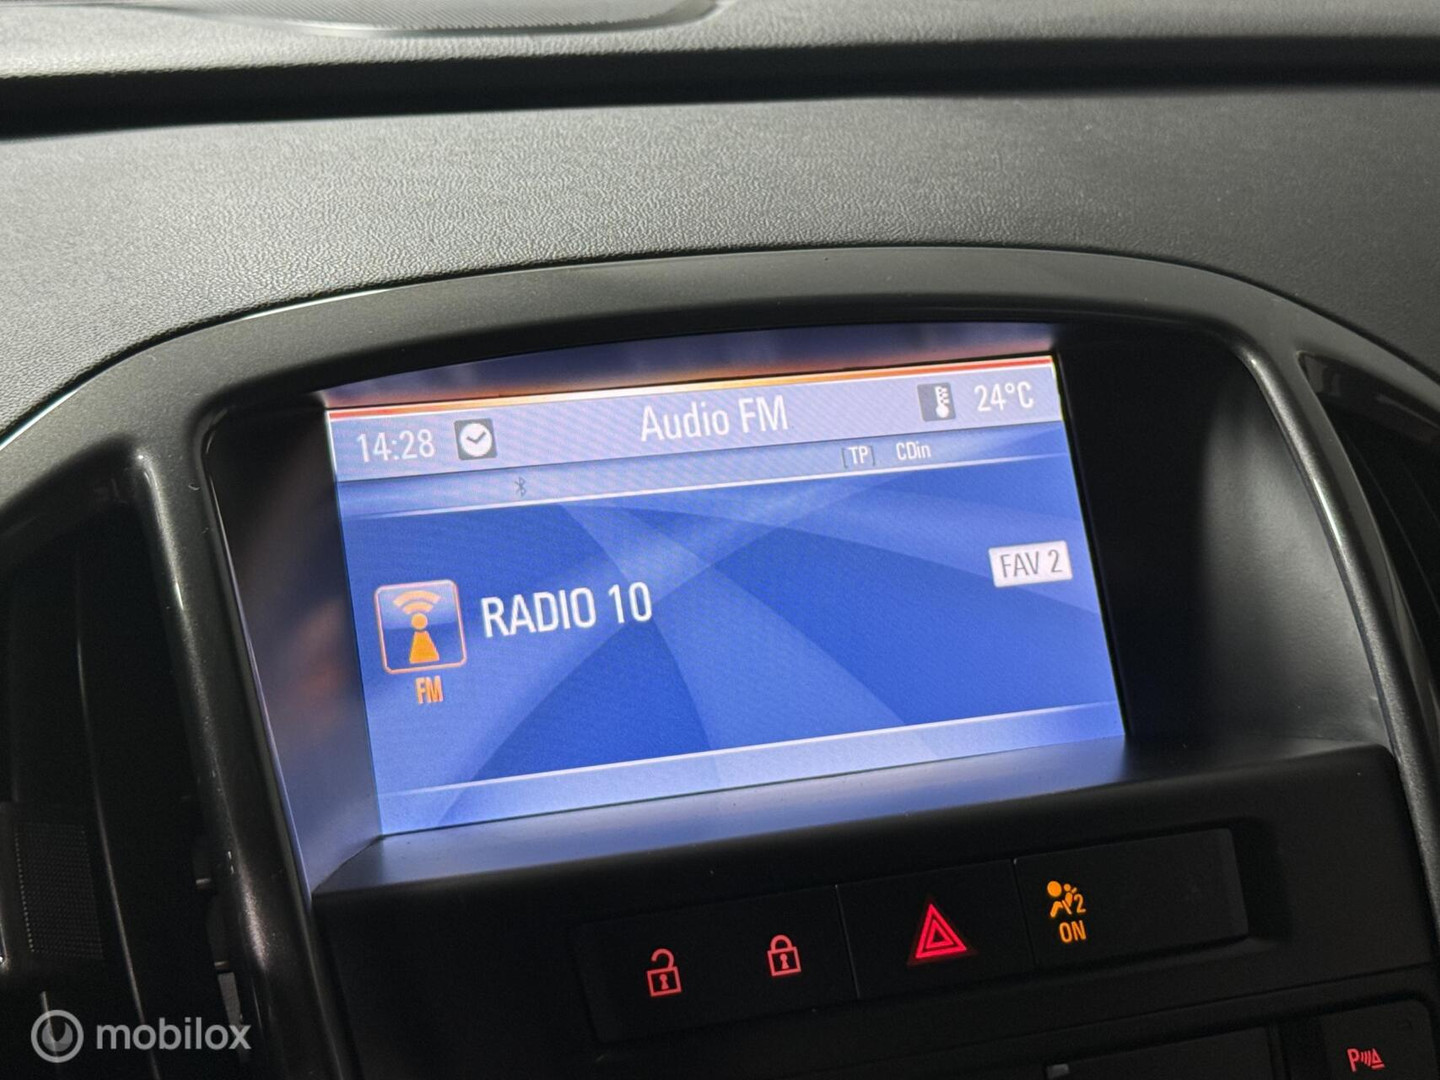 14:28 Audio FM 24°C
[TP] CDin
FAV 2
RADIO 10
FM
2
ON
P
mobilox